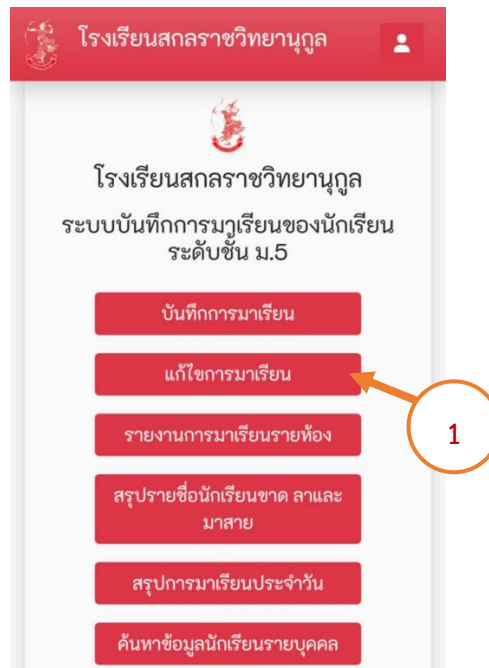 โรงเรียนสกลราชวิทยานุกูล
โรงเรียนสกลราชวิทยานุกูล
ระบบบันทึกการมาเรียนของนักเรียน
ระดับชั้น ม.5
บันทึกการมาเรียน
แก้ไขการมาเรียน
1
รายงานการมาเรียนรายห้อง
สรุปรายชื่อนักเรียนขาด ลาและ
มาสาย
สรุปการมาเรียนประจำวัน
ค้นหาข้อมูลนักเรียนรายบุคคล